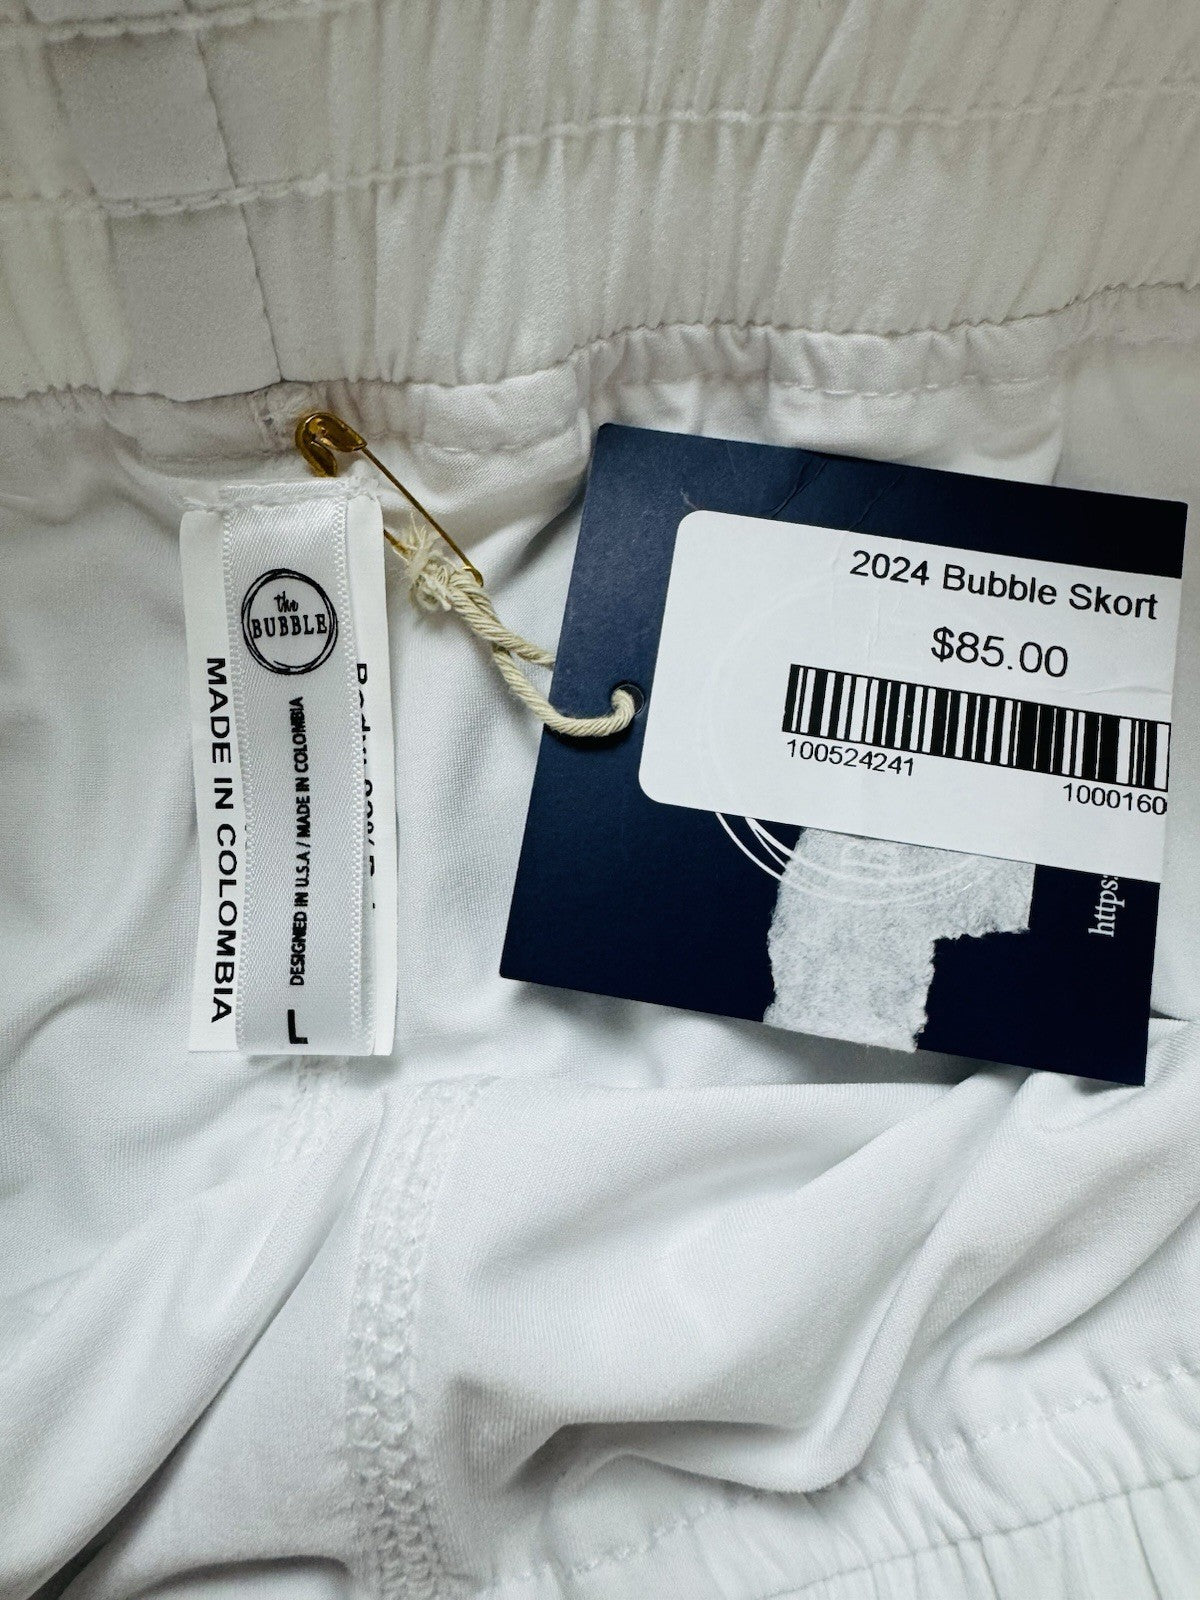 the
BUBBLE
DESIGNED IN U.S.A / MADE IN COLOMBIA
L
MADE IN COLOMBIA
2024 Bubble Skort
$85.00
100524241
1000160
https: